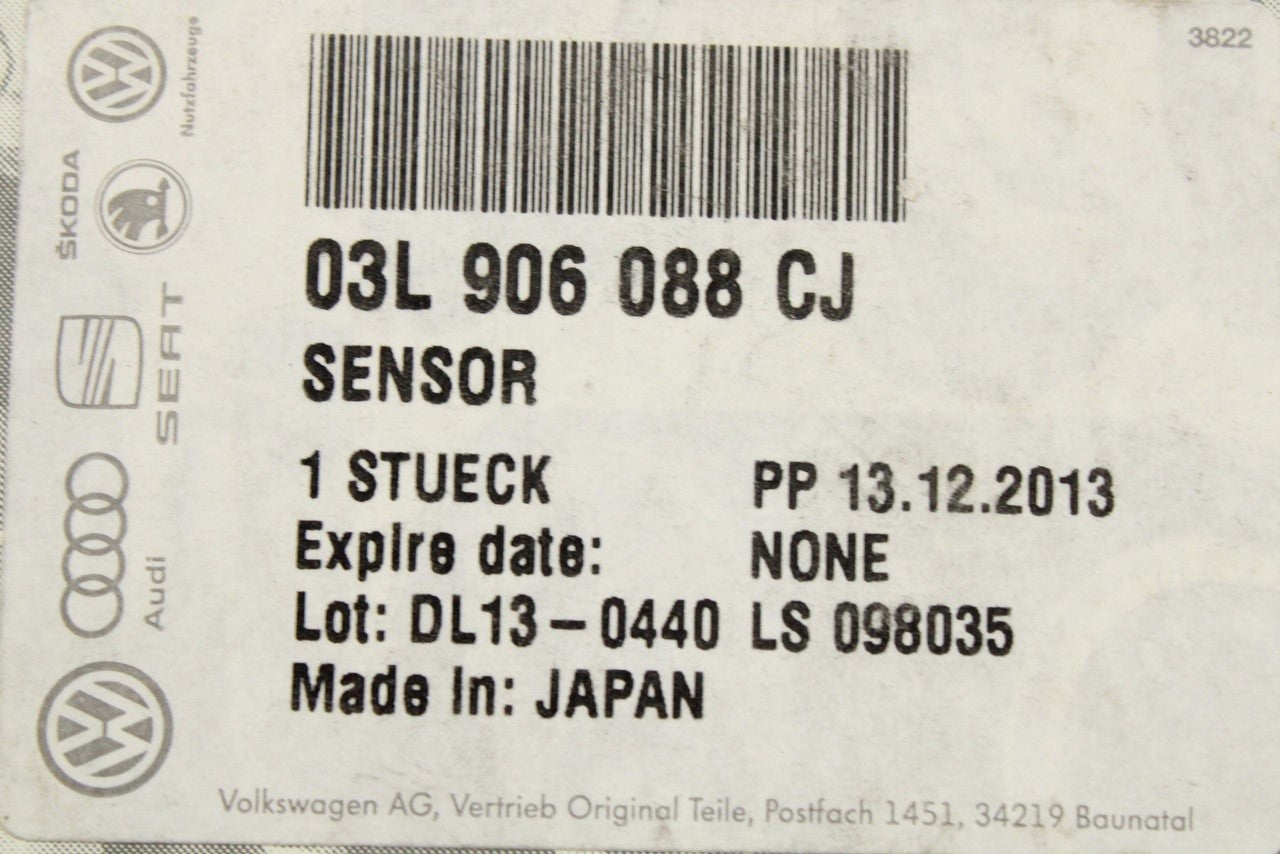 3822
Nutzfahrzeuge
ŠKODA
SEAT
Audi
03L 906 088 CJ
SENSOR
1 STUECK PP 13.12.2013
Expire date: NONE
Lot: DL13-0440 LS 098035
Made In: JAPAN
Volkswagen AG, Vertrieb Original Teile, Postfach 1451, 34219 Baunatal